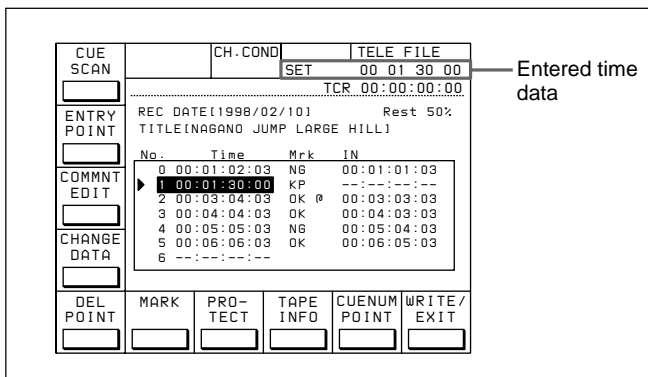 CUE SCAN
CH.COND
TELE FILE
SET 00 01 30 00
Entered time data
TCR 00:00:00:00
ENTRY POINT
REC DATE[1998/02/10] Rest 50%
TITLE[NAGANO JUMP LARGE HILL]
No. Time Mrk IN
0 00:01:02:03 NG 00:01:01:03
COMMNT EDIT
1 00:01:30:00 KP --:--:--:--
2 00:03:04:03 OK @ 00:03:03:03
3 00:04:04:03 OK 00:04:03:03
4 00:05:05:03 NG 00:05:04:03
CHANGE DATA
5 00:06:06:03 OK 00:06:05:03
6 --:--:--:--
DEL POINT
MARK
PRO-TECT
TAPE INFO
CUENUM POINT
WRITE/EXIT